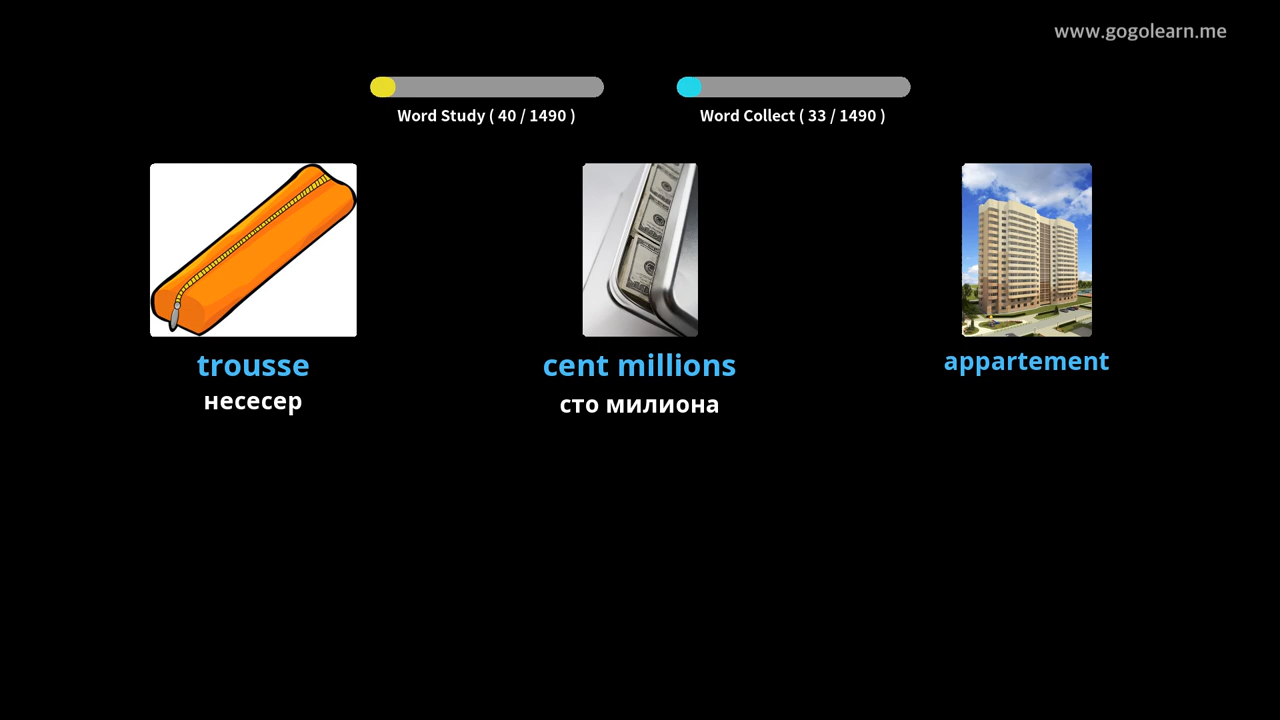 www.gogolearn.me
Word Study ( 40 / 1490 )
Word Collect ( 33 / 1490 )
trousse
несесер
cent millions
сто милиона
appartement